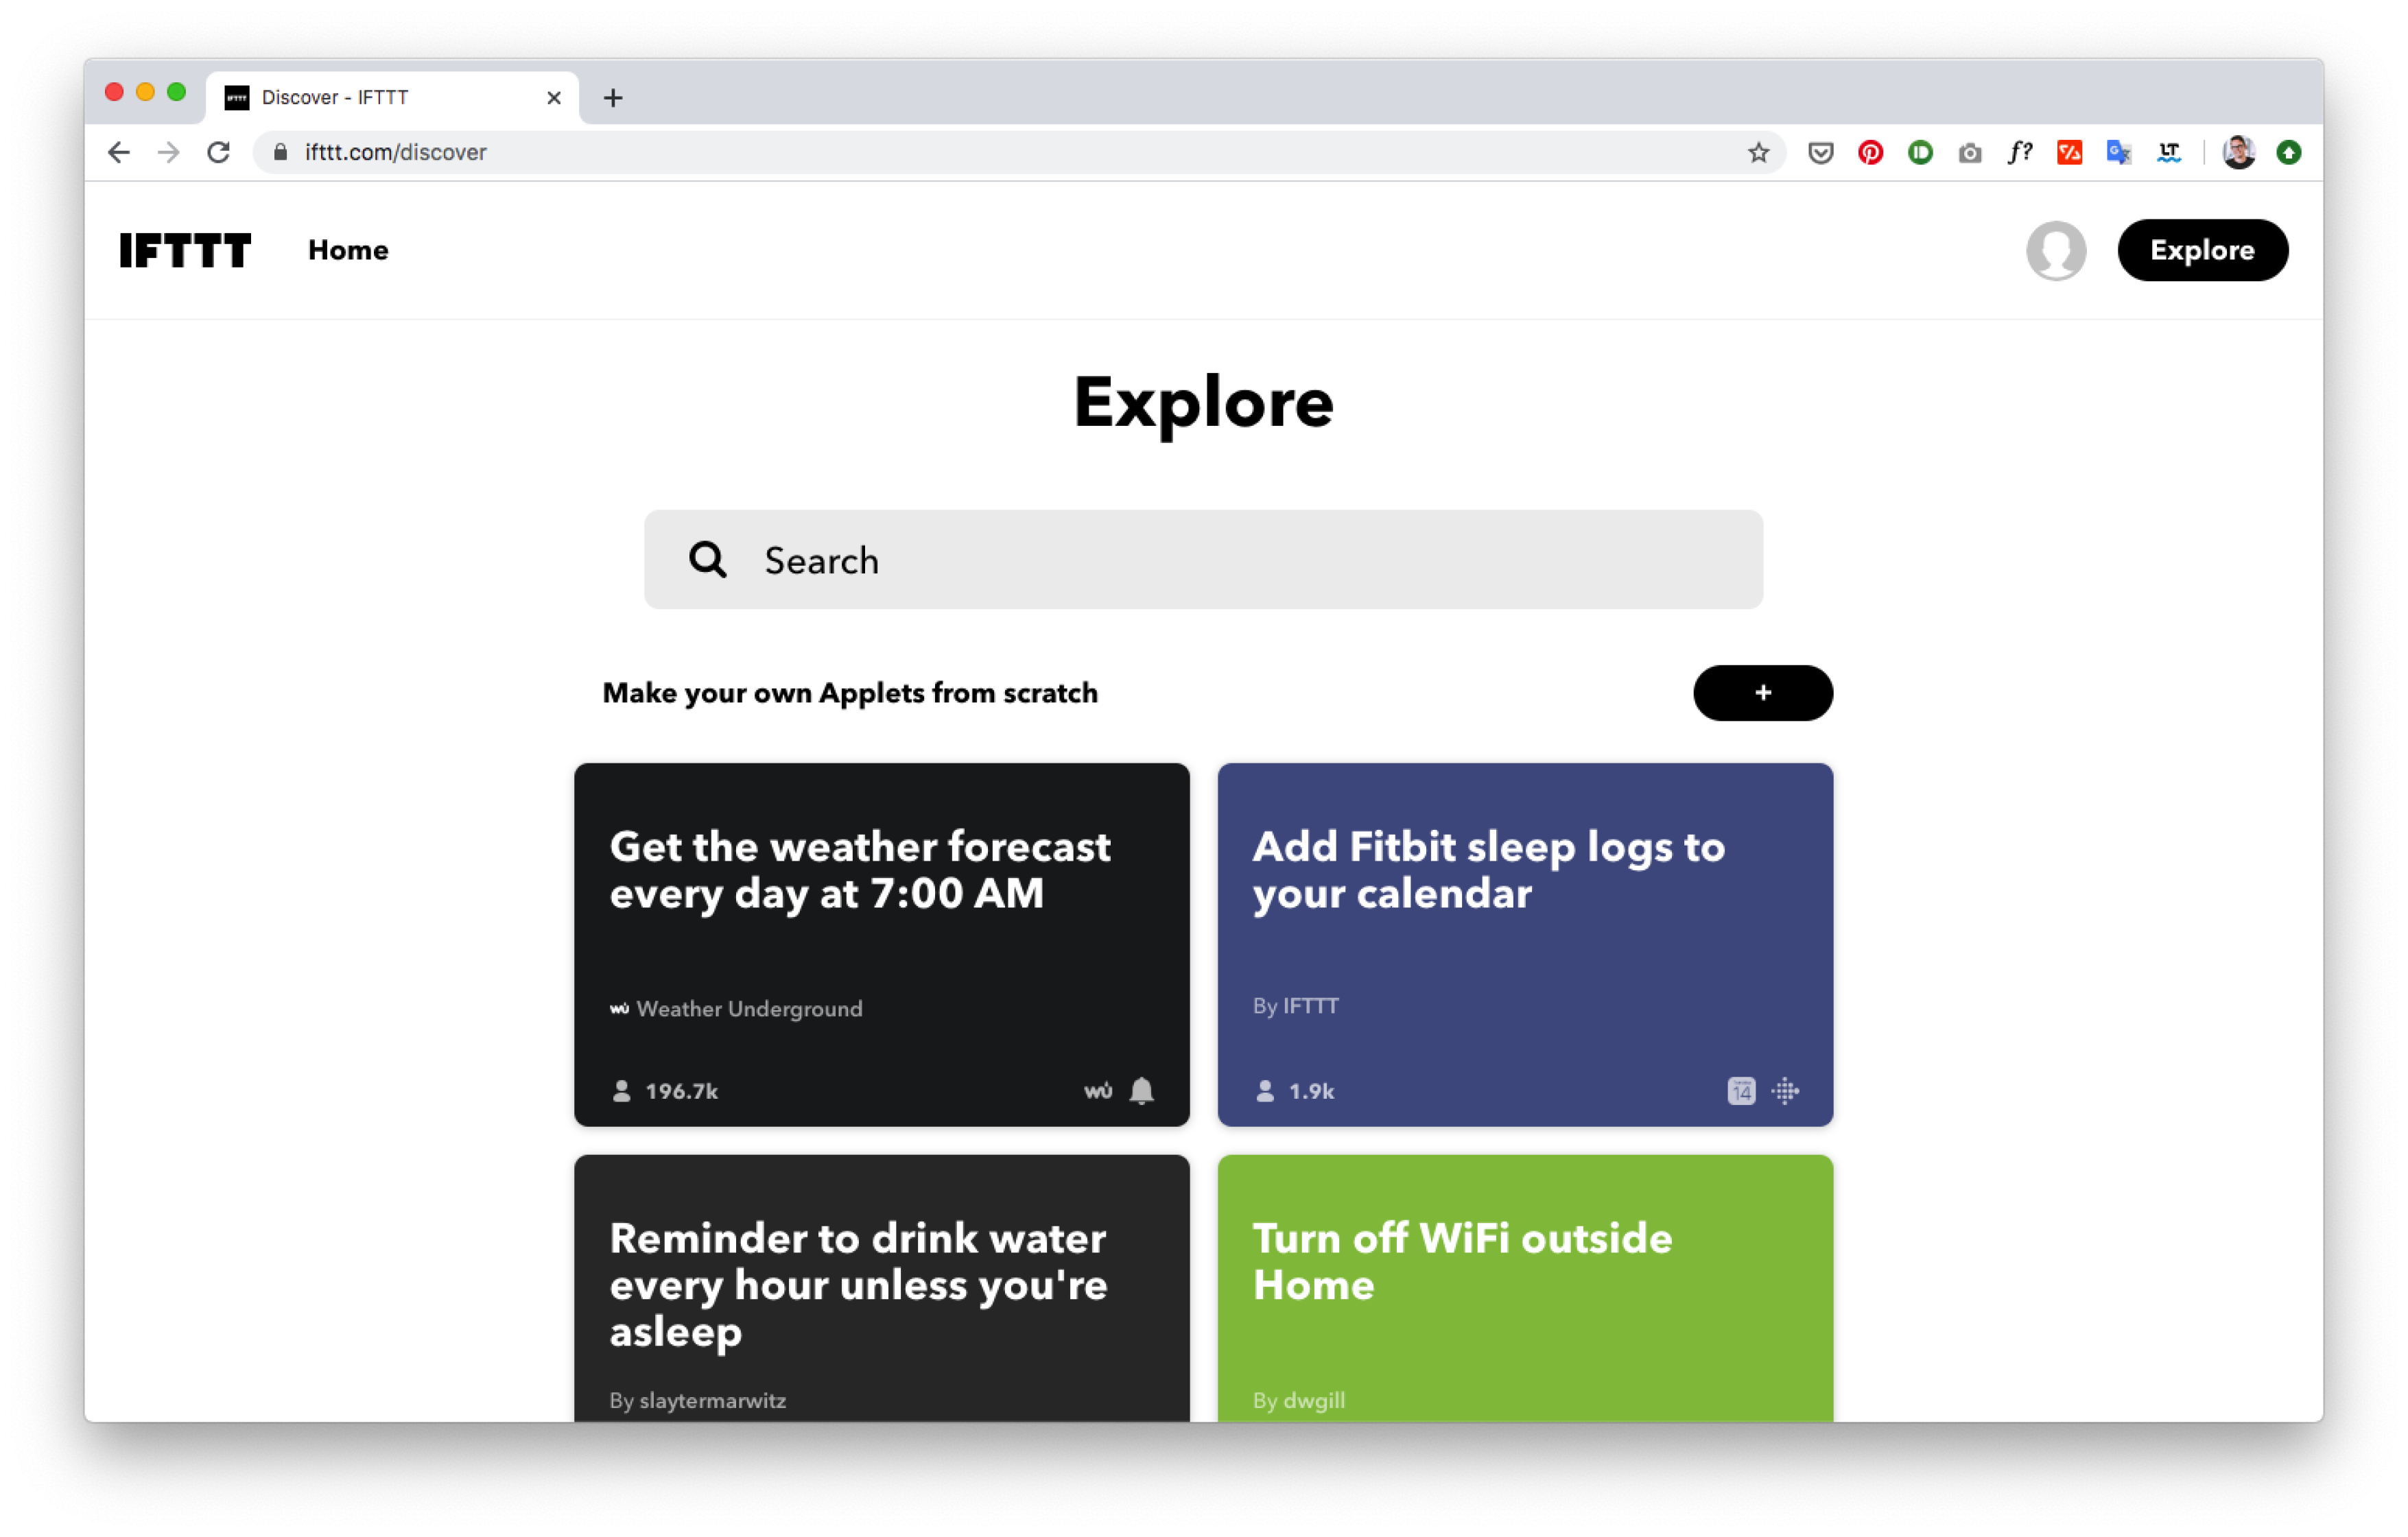 Discover - IFTTT
ifttt.com/discover
IFTTT Home Explore
Explore
Search
Make your own Applets from scratch +
Get the weather forecast
every day at 7:00 AM
wu Weather Underground
196.7k wu
Add Fitbit sleep logs to
your calendar
By IFTTT
1.9k 14
Reminder to drink water
every hour unless you're
asleep
By slaytermarwitz
Turn off WiFi outside
Home
By dwgill